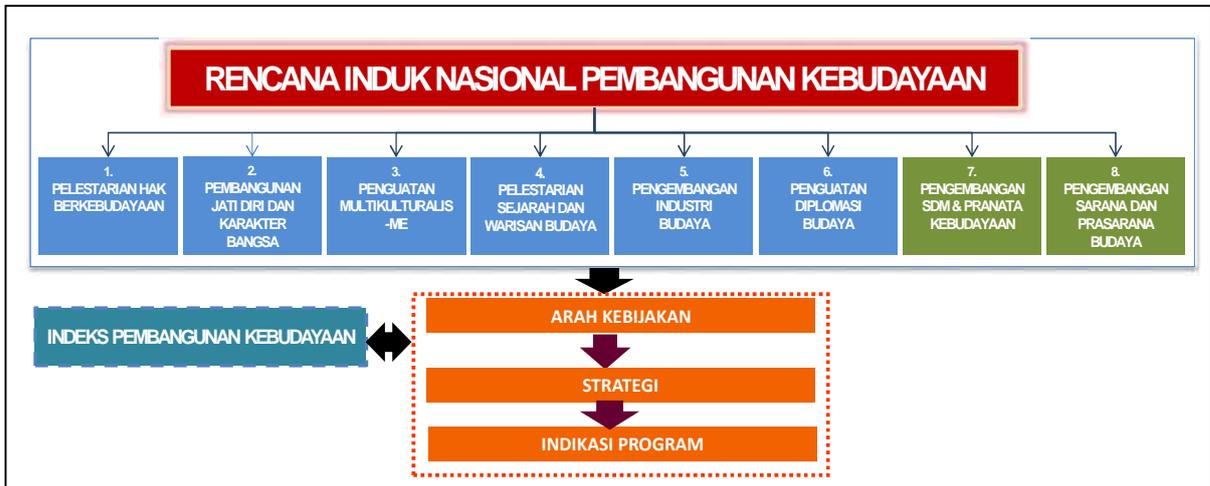 RENCANA INDUK NASIONAL PEMBANGUNAN KEBUDAYAAN
1.
PELESTARIAN HAK
BERKEBUDAYAAN
2.
PEMBANGUNAN
JATI DIRI DAN
KARAKTER
BANGSA
3.
PENGUATAN
MULTIKULTURALIS
-ME
4.
PELESTARIAN
SEJARAH DAN
WARISAN BUDAYA
5.
PENGEMBANGAN
INDUSTRI
BUDAYA
6.
PENGUATAN
DIPLOMASI
BUDAYA
7.
PENGEMBANGAN
SDM & PRANATA
KEBUDAYAAN
8.
PENGEMBANGAN
SARANA DAN
PRASARANA
BUDAYA
INDEKS PEMBANGUNAN KEBUDAYAAN
ARAH KEBIJAKAN
STRATEGI
INDIKASI PROGRAM